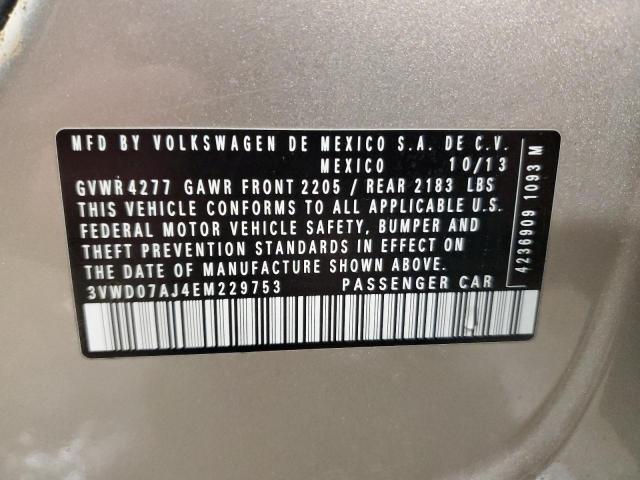 MFD BY VOLKSWAGEN DE MEXICO S.A. DE C.V.
MEXICO 10/13
GVWR 4277 GAWR FRONT 2205 / REAR 2183 LBS
THIS VEHICLE CONFORMS TO ALL APPLICABLE U.S.
FEDERAL MOTOR VEHICLE SAFETY, BUMPER AND
THEFT PREVENTION STANDARDS IN EFFECT ON
THE DATE OF MANUFACTURE SHOWN ABOVE.
3VWD07AJ4EM229753 PASSENGER CAR
4236909 1093 M